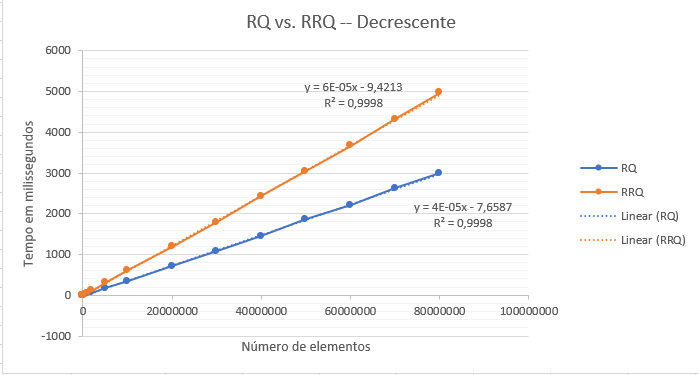 RQ vs. RRQ -- Decrescente
6000
5000
4000
3000
2000
1000
0
-1000
Tempo em milissegundos
y = 6E-05x - 9,4213
R² = 0,9998
y = 4E-05x - 7,6587
R² = 0,9998
0
20000000
40000000
60000000
80000000
100000000
Número de elementos
RQ
RRQ
Linear (RQ)
Linear (RRQ)